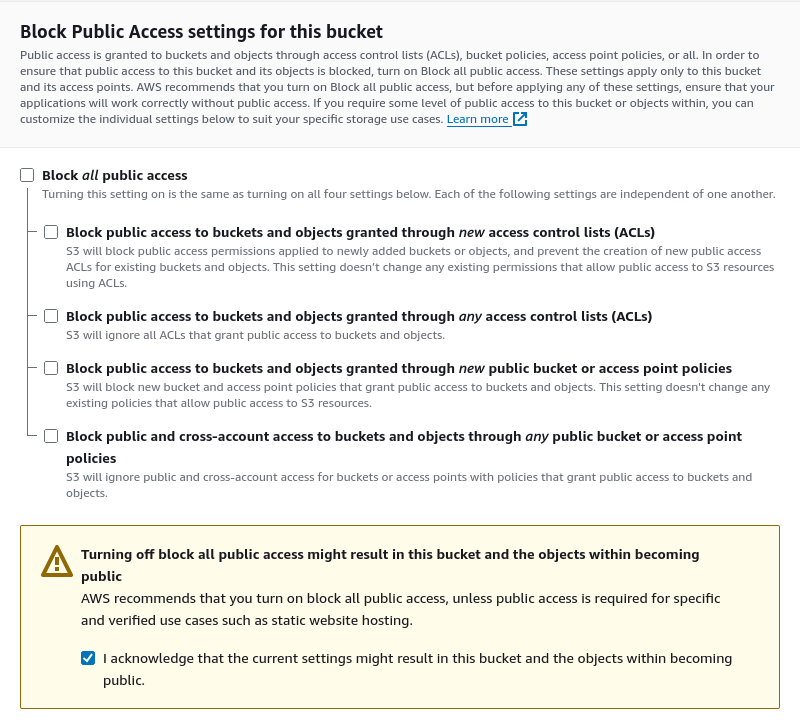 Block Public Access settings for this bucket
Public access is granted to buckets and objects through access control lists (ACLs), bucket policies, access point policies, or all. In order to
ensure that public access to this bucket and its objects is blocked, turn on Block all public access. These settings apply only to this bucket
and its access points. AWS recommends that you turn on Block all public access, but before applying any of these settings, ensure that your
applications will work correctly without public access. If you require some level of public access to this bucket or objects within, you can
customize the individual settings below to suit your specific storage use cases. Learn more
Block all public access
Turning this setting on is the same as turning on all four settings below. Each of the following settings are independent of one another.
Block public access to buckets and objects granted through new access control lists (ACLs)
S3 will block public access permissions applied to newly added buckets or objects, and prevent the creation of new public access
ACLs for existing buckets and objects. This setting doesn't change any existing permissions that allow public access to S3 resources
using ACLs.
Block public access to buckets and objects granted through any access control lists (ACLs)
S3 will ignore all ACLs that grant public access to buckets and objects.
Block public access to buckets and objects granted through new public bucket or access point policies
S3 will block new bucket and access point policies that grant public access to buckets and objects. This setting doesn't change any
existing policies that allow public access to S3 resources.
Block public and cross-account access to buckets and objects through any public bucket or access point
policies
S3 will ignore public and cross-account access for buckets or access points with policies that grant public access to buckets and
objects.
Turning off block all public access might result in this bucket and the objects within becoming
public
AWS recommends that you turn on block all public access, unless public access is required for specific
and verified use cases such as static website hosting.
I acknowledge that the current settings might result in this bucket and the objects within becoming
public.